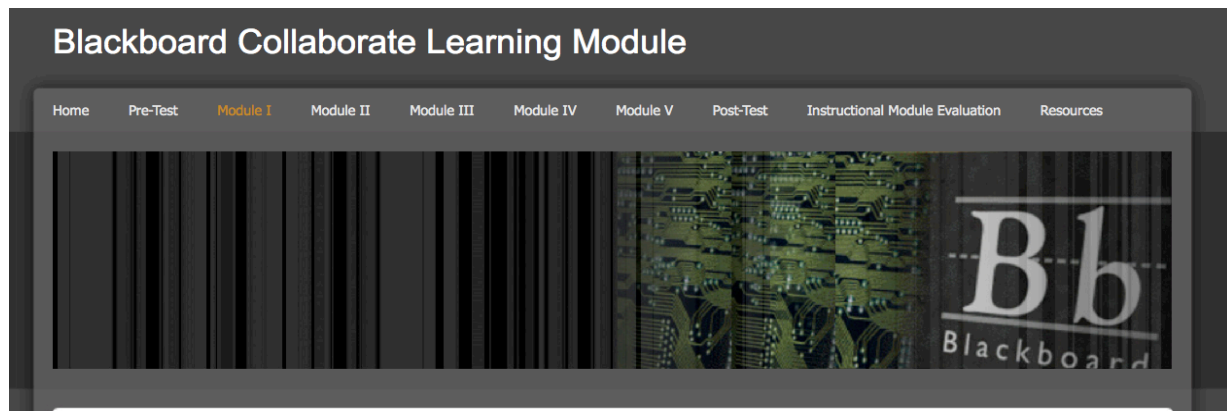 Blackboard Collaborate Learning Module
Home Pre-Test Module I Module II Module III Module IV Module V Post-Test Instructional Module Evaluation Resources
Bb
Blackboard